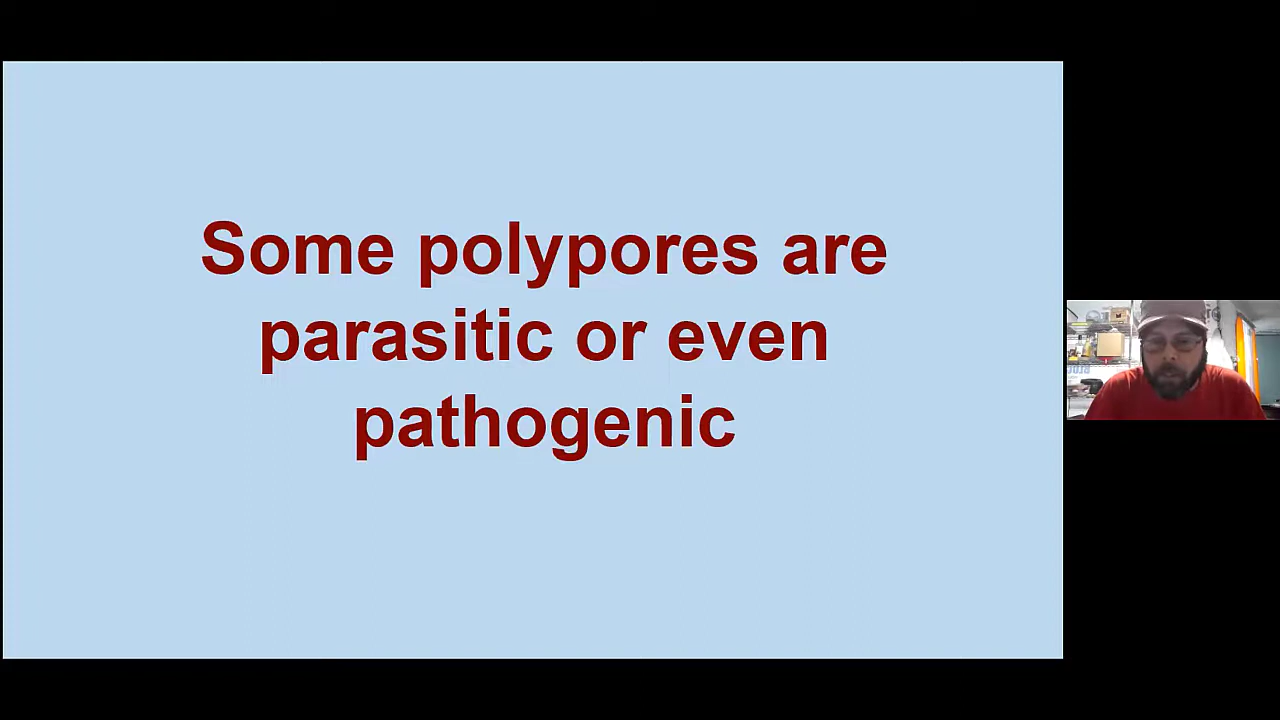 Some polypores are
parasitic or even
pathogenic